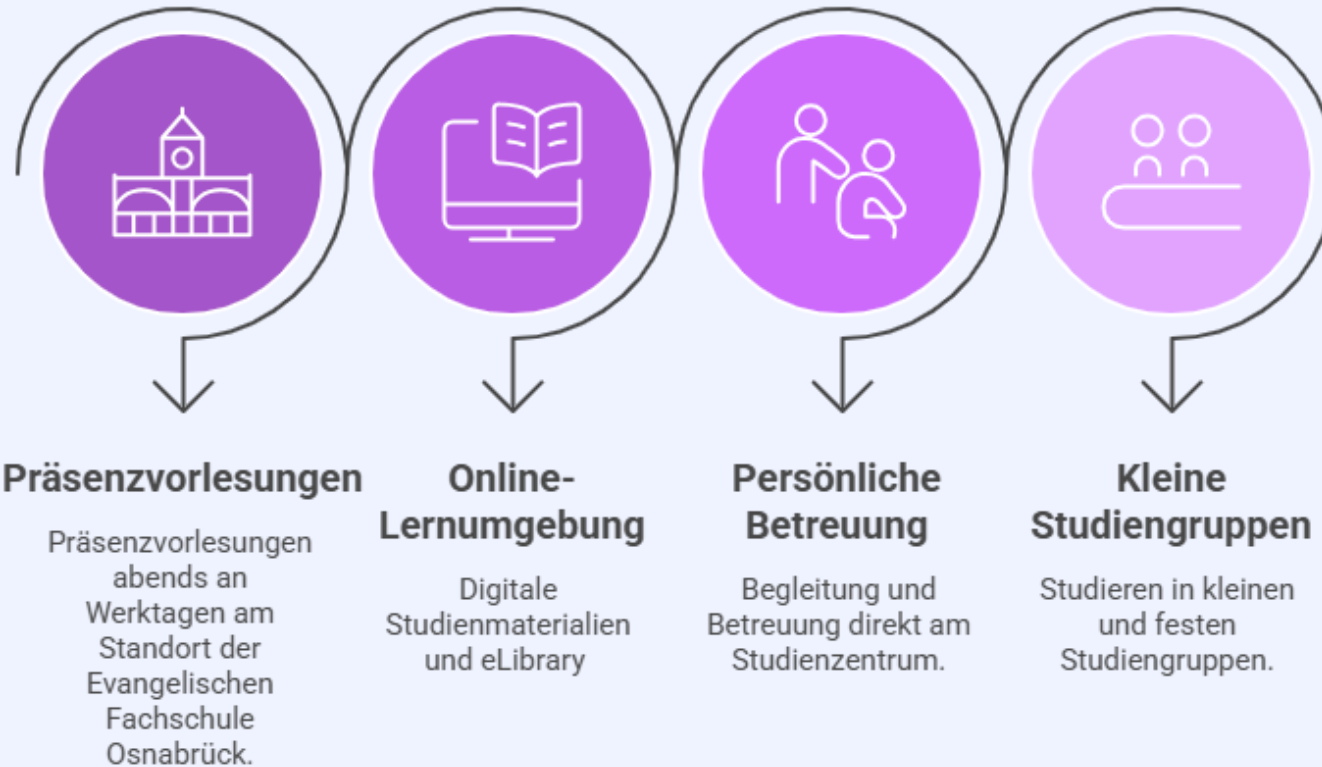 Präsenzvorlesungen
Präsenzvorlesungen
abends an
Werktagen am
Standort der
Evangelischen
Fachschule
Osnabrück.
Online-
Lernumgebung
Digitale
Studienmaterialien
und eLibrary
Persönliche
Betreuung
Begleitung und
Betreuung direkt am
Studienzentrum.
Kleine
Studiengruppen
Studieren in kleinen
und festen
Studiengruppen.